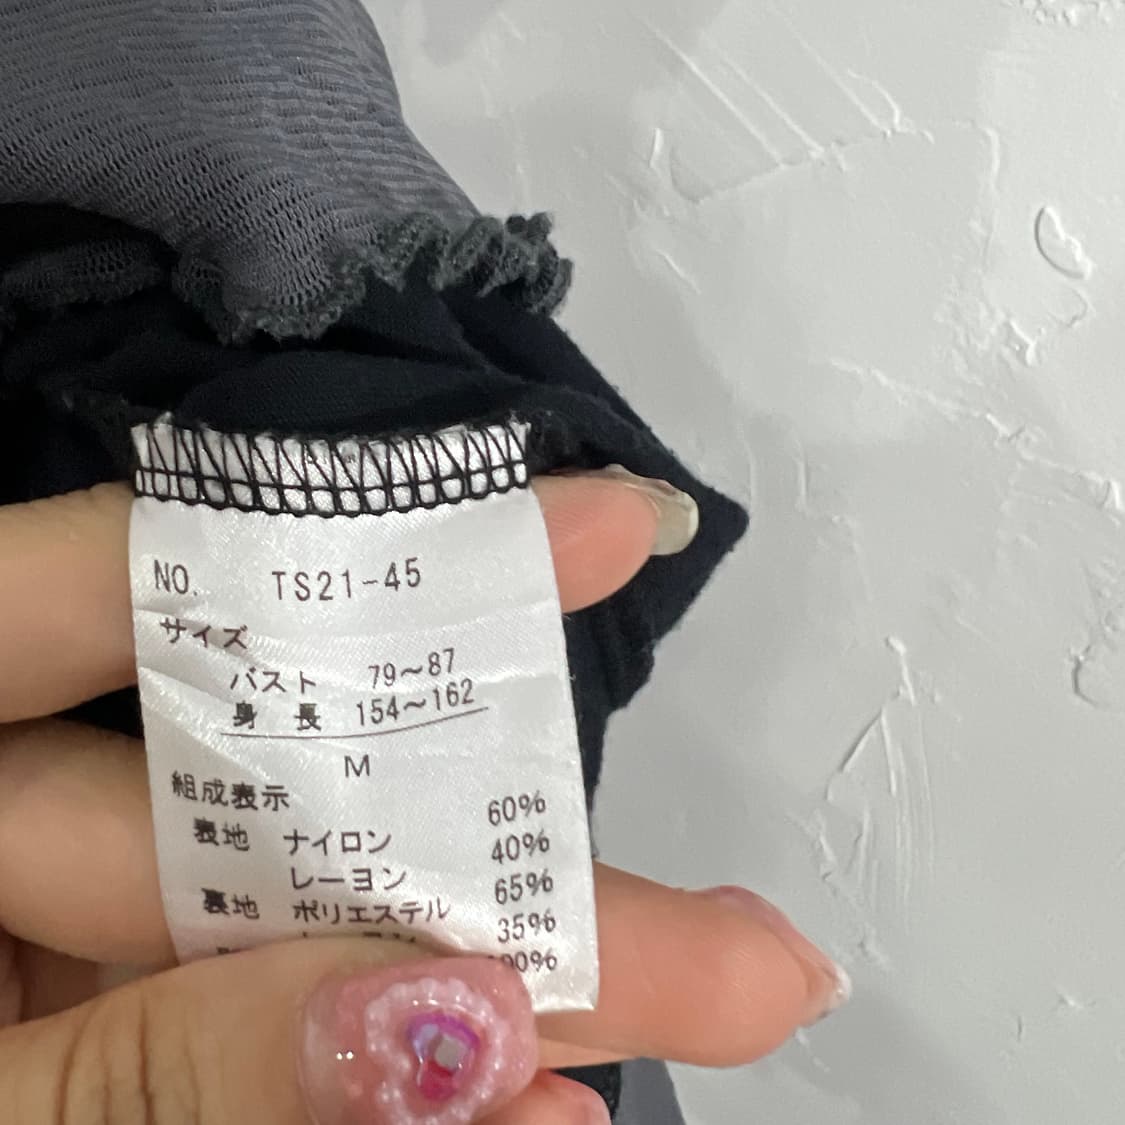 NO. TS21-45
サイズ
バスト 79～87
身長 154～162
M
組成表示
表地 ナイロン 60%
レーヨン 40%
裏地 ポリエステル 65%
35%